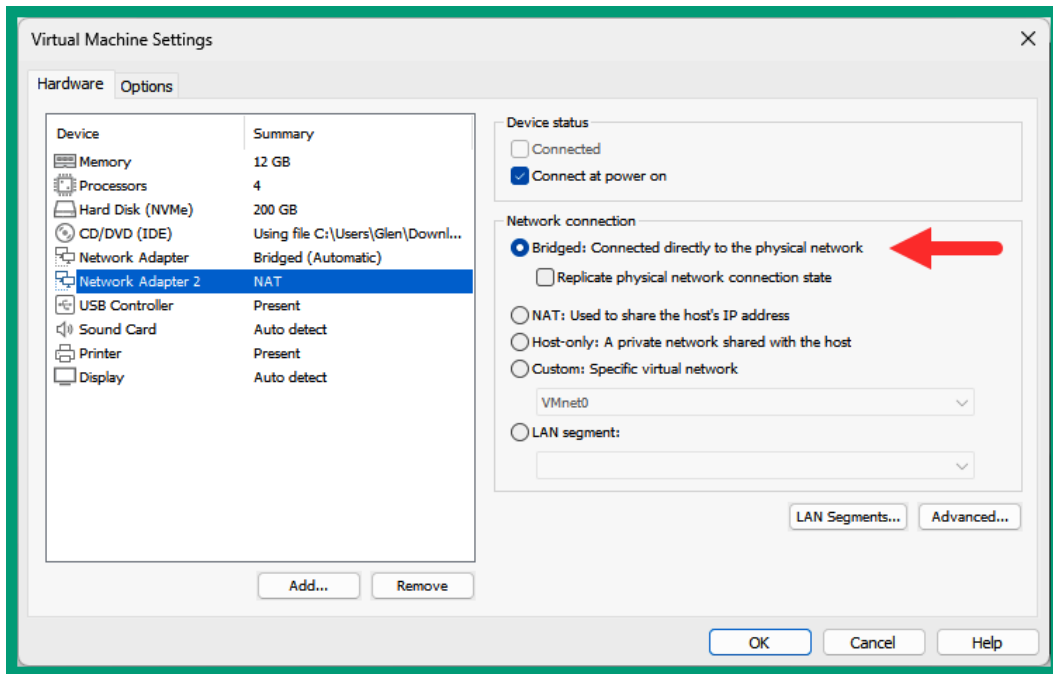 Virtual Machine Settings
Hardware Options
Device Summary
Memory 12 GB
Processors 4
Hard Disk (NVMe) 200 GB
CD/DVD (IDE) Using file C:\Users\Glen\Downl...
Network Adapter Bridged (Automatic)
Network Adapter 2 NAT
USB Controller Present
Sound Card Auto detect
Printer Present
Display Auto detect
Add... Remove
Device status
Connected
Connect at power on
Network connection
Bridged: Connected directly to the physical network
Replicate physical network connection state
NAT: Used to share the host's IP address
Host-only: A private network shared with the host
Custom: Specific virtual network
VMnet0
LAN segment:
LAN Segments... Advanced...
OK Cancel Help